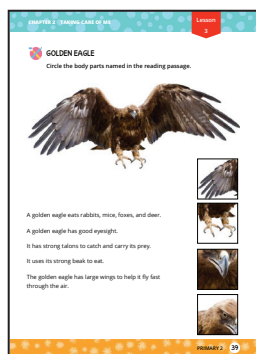 CHAPTER 2 TAKING CARE OF ME
Lesson
3
GOLDEN EAGLE
Circle the body parts named in the reading passage.
A golden eagle eats rabbits, mice, foxes, and deer.
A golden eagle has good eyesight.
It has strong talons to catch and carry its prey.
It uses its strong beak to eat.
The golden eagle has large wings to help it fly fast
through the air.
PRIMARY 2 39